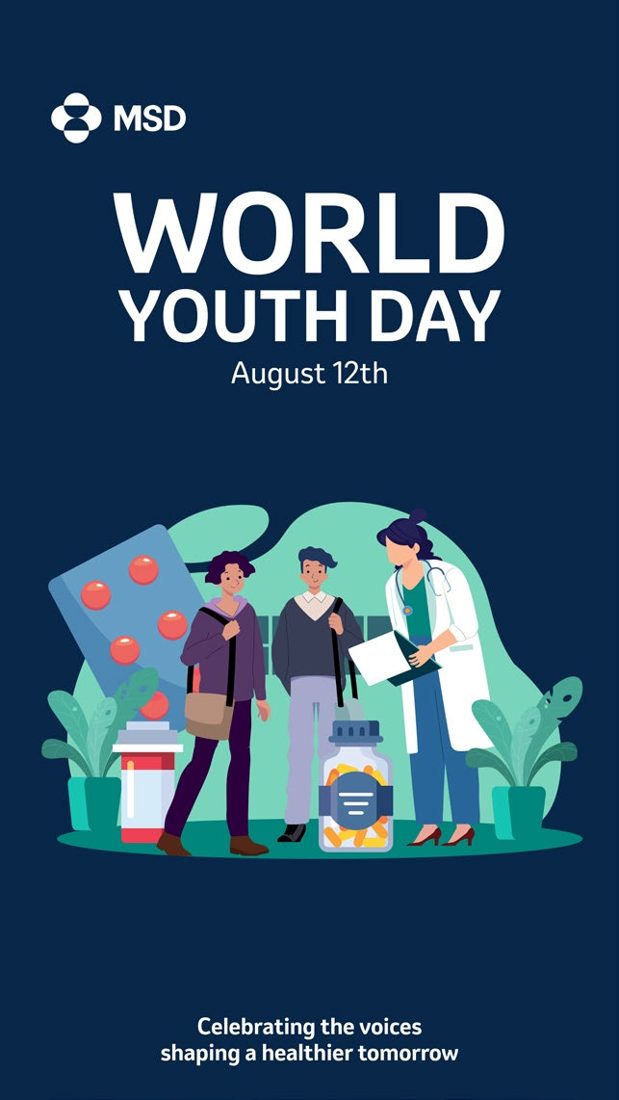 MSD
WORLD
YOUTH DAY
August 12th
Celebrating the voices
shaping a healthier tomorrow